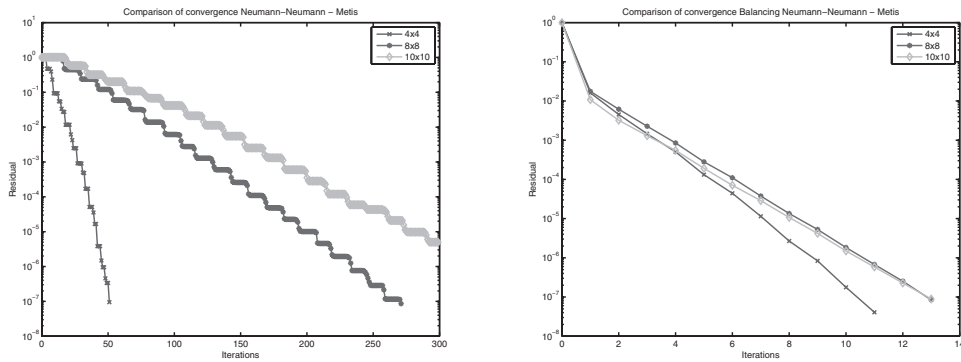 Comparison of convergence Neumann–Neumann – Metis
10^1
10^0
10^-1
10^-2
10^-3
10^-4
10^-5
10^-6
10^-7
10^-8
Residual
0 50 100 150 200 250 300
Iterations
4x4
8x8
10x10
Comparison of convergence Balancing Neumann–Neumann – Metis
10^0
10^-1
10^-2
10^-3
10^-4
10^-5
10^-6
10^-7
10^-8
Residual
0 2 4 6 8 10 12 14
Iterations
4x4
8x8
10x10